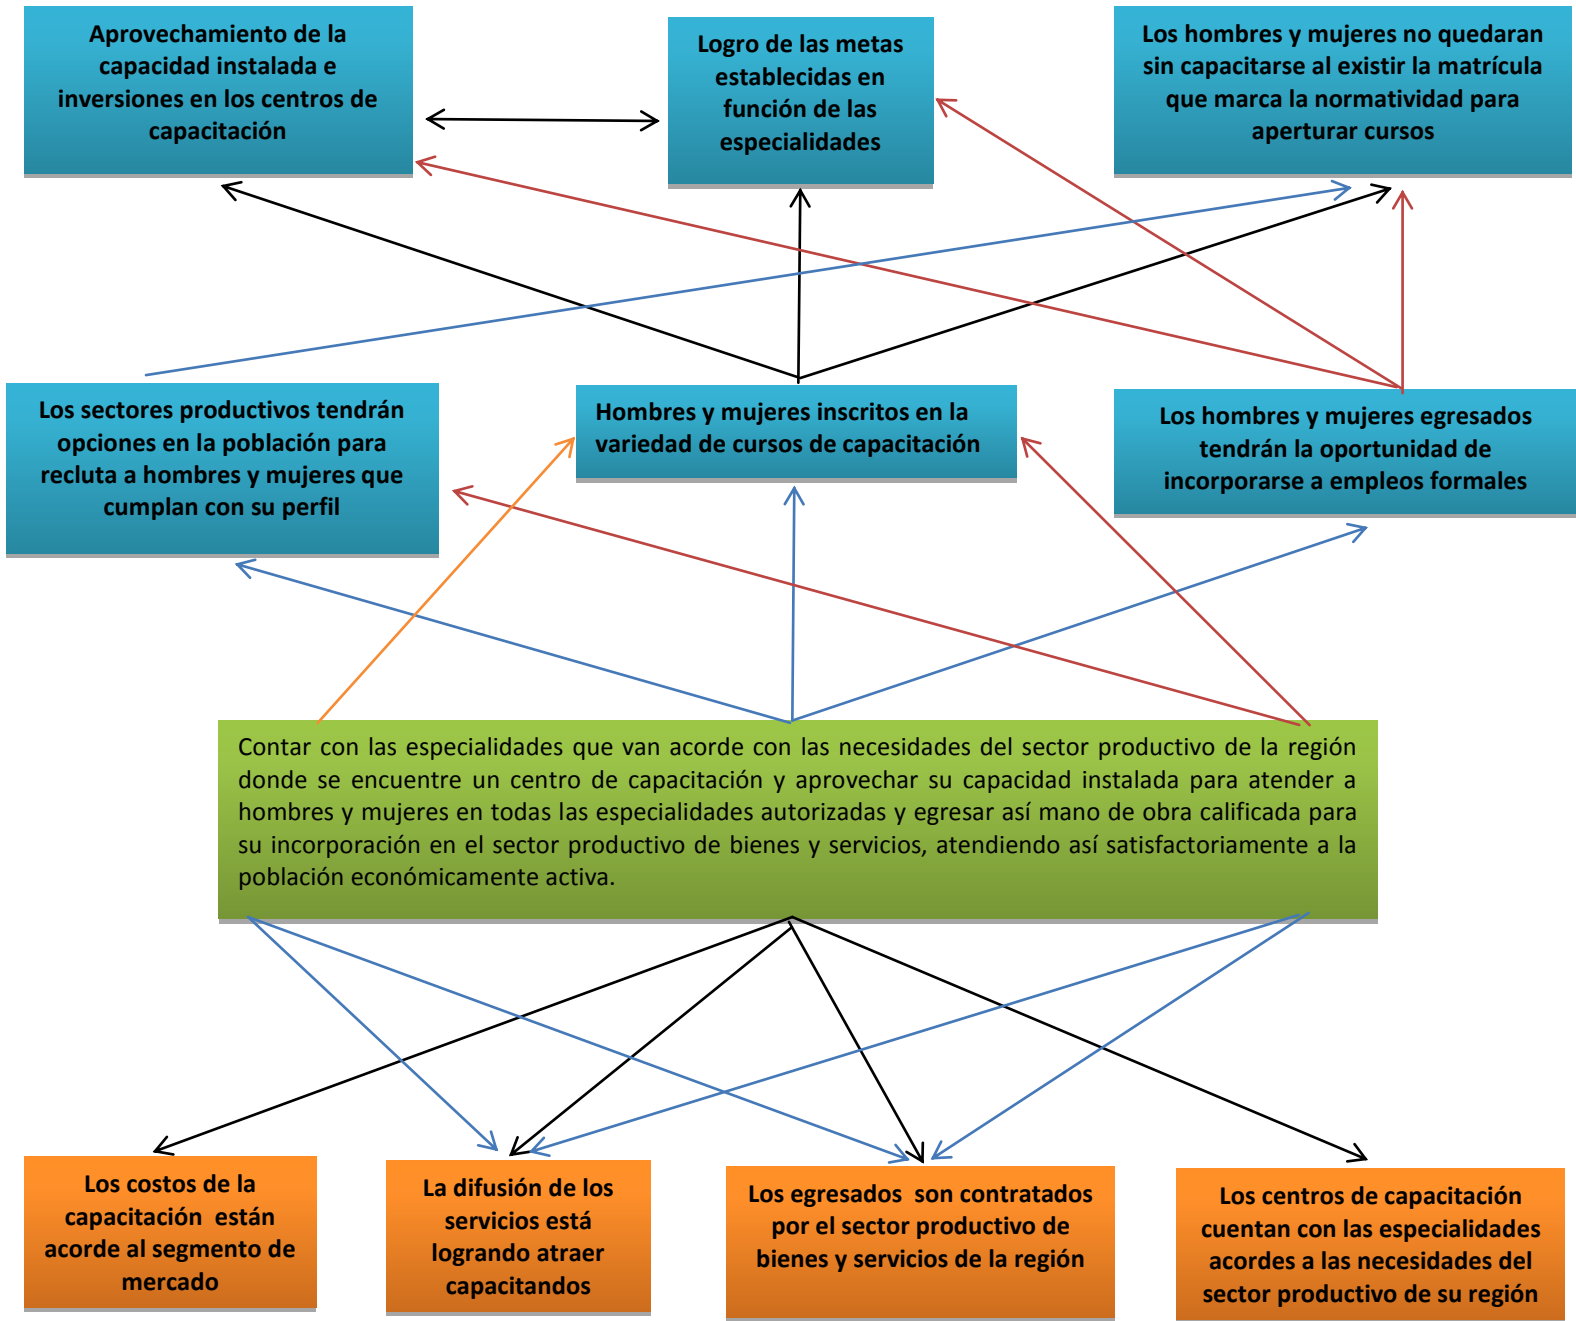 Aprovechamiento de la
capacidad instalada e
inversiones en los centros de
capacitación
Logro de las metas
establecidas en
función de las
especialidades
Los hombres y mujeres no quedaran
sin capacitarse al existir la matrícula
que marca la normatividad para
aperturar cursos
Los sectores productivos tendrán
opciones en la población para
recluta a hombres y mujeres que
cumplan con su perfil
Hombres y mujeres inscritos en la
variedad de cursos de capacitación
Los hombres y mujeres egresados
tendrán la oportunidad de
incorporarse a empleos formales
Contar con las especialidades que van acorde con las necesidades del sector productivo de la región
donde se encuentre un centro de capacitación y aprovechar su capacidad instalada para atender a
hombres y mujeres en todas las especialidades autorizadas y egresar así mano de obra calificada para
su incorporación en el sector productivo de bienes y servicios, atendiendo así satisfactoriamente a la
población económicamente activa.
Los costos de la
capacitación están
acorde al segmento de
mercado
La difusión de los
servicios está
logrando atraer
capacitandos
Los egresados son contratados
por el sector productivo de
bienes y servicios de la región
Los centros de capacitación
cuentan con las especialidades
acordes a las necesidades del
sector productivo de su región